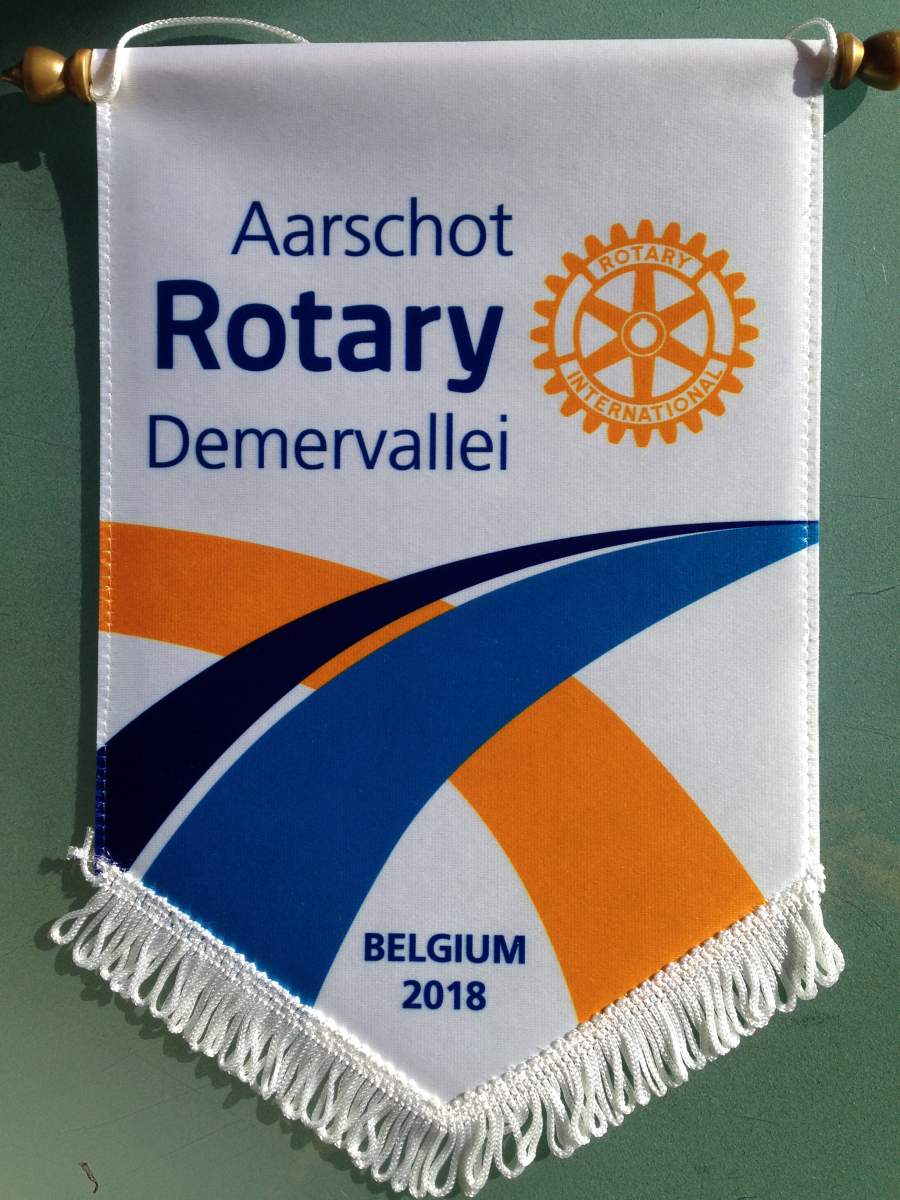 Aarschot
Rotary
Demervallei
ROTARY
INTERNATIONAL
BELGIUM
2018